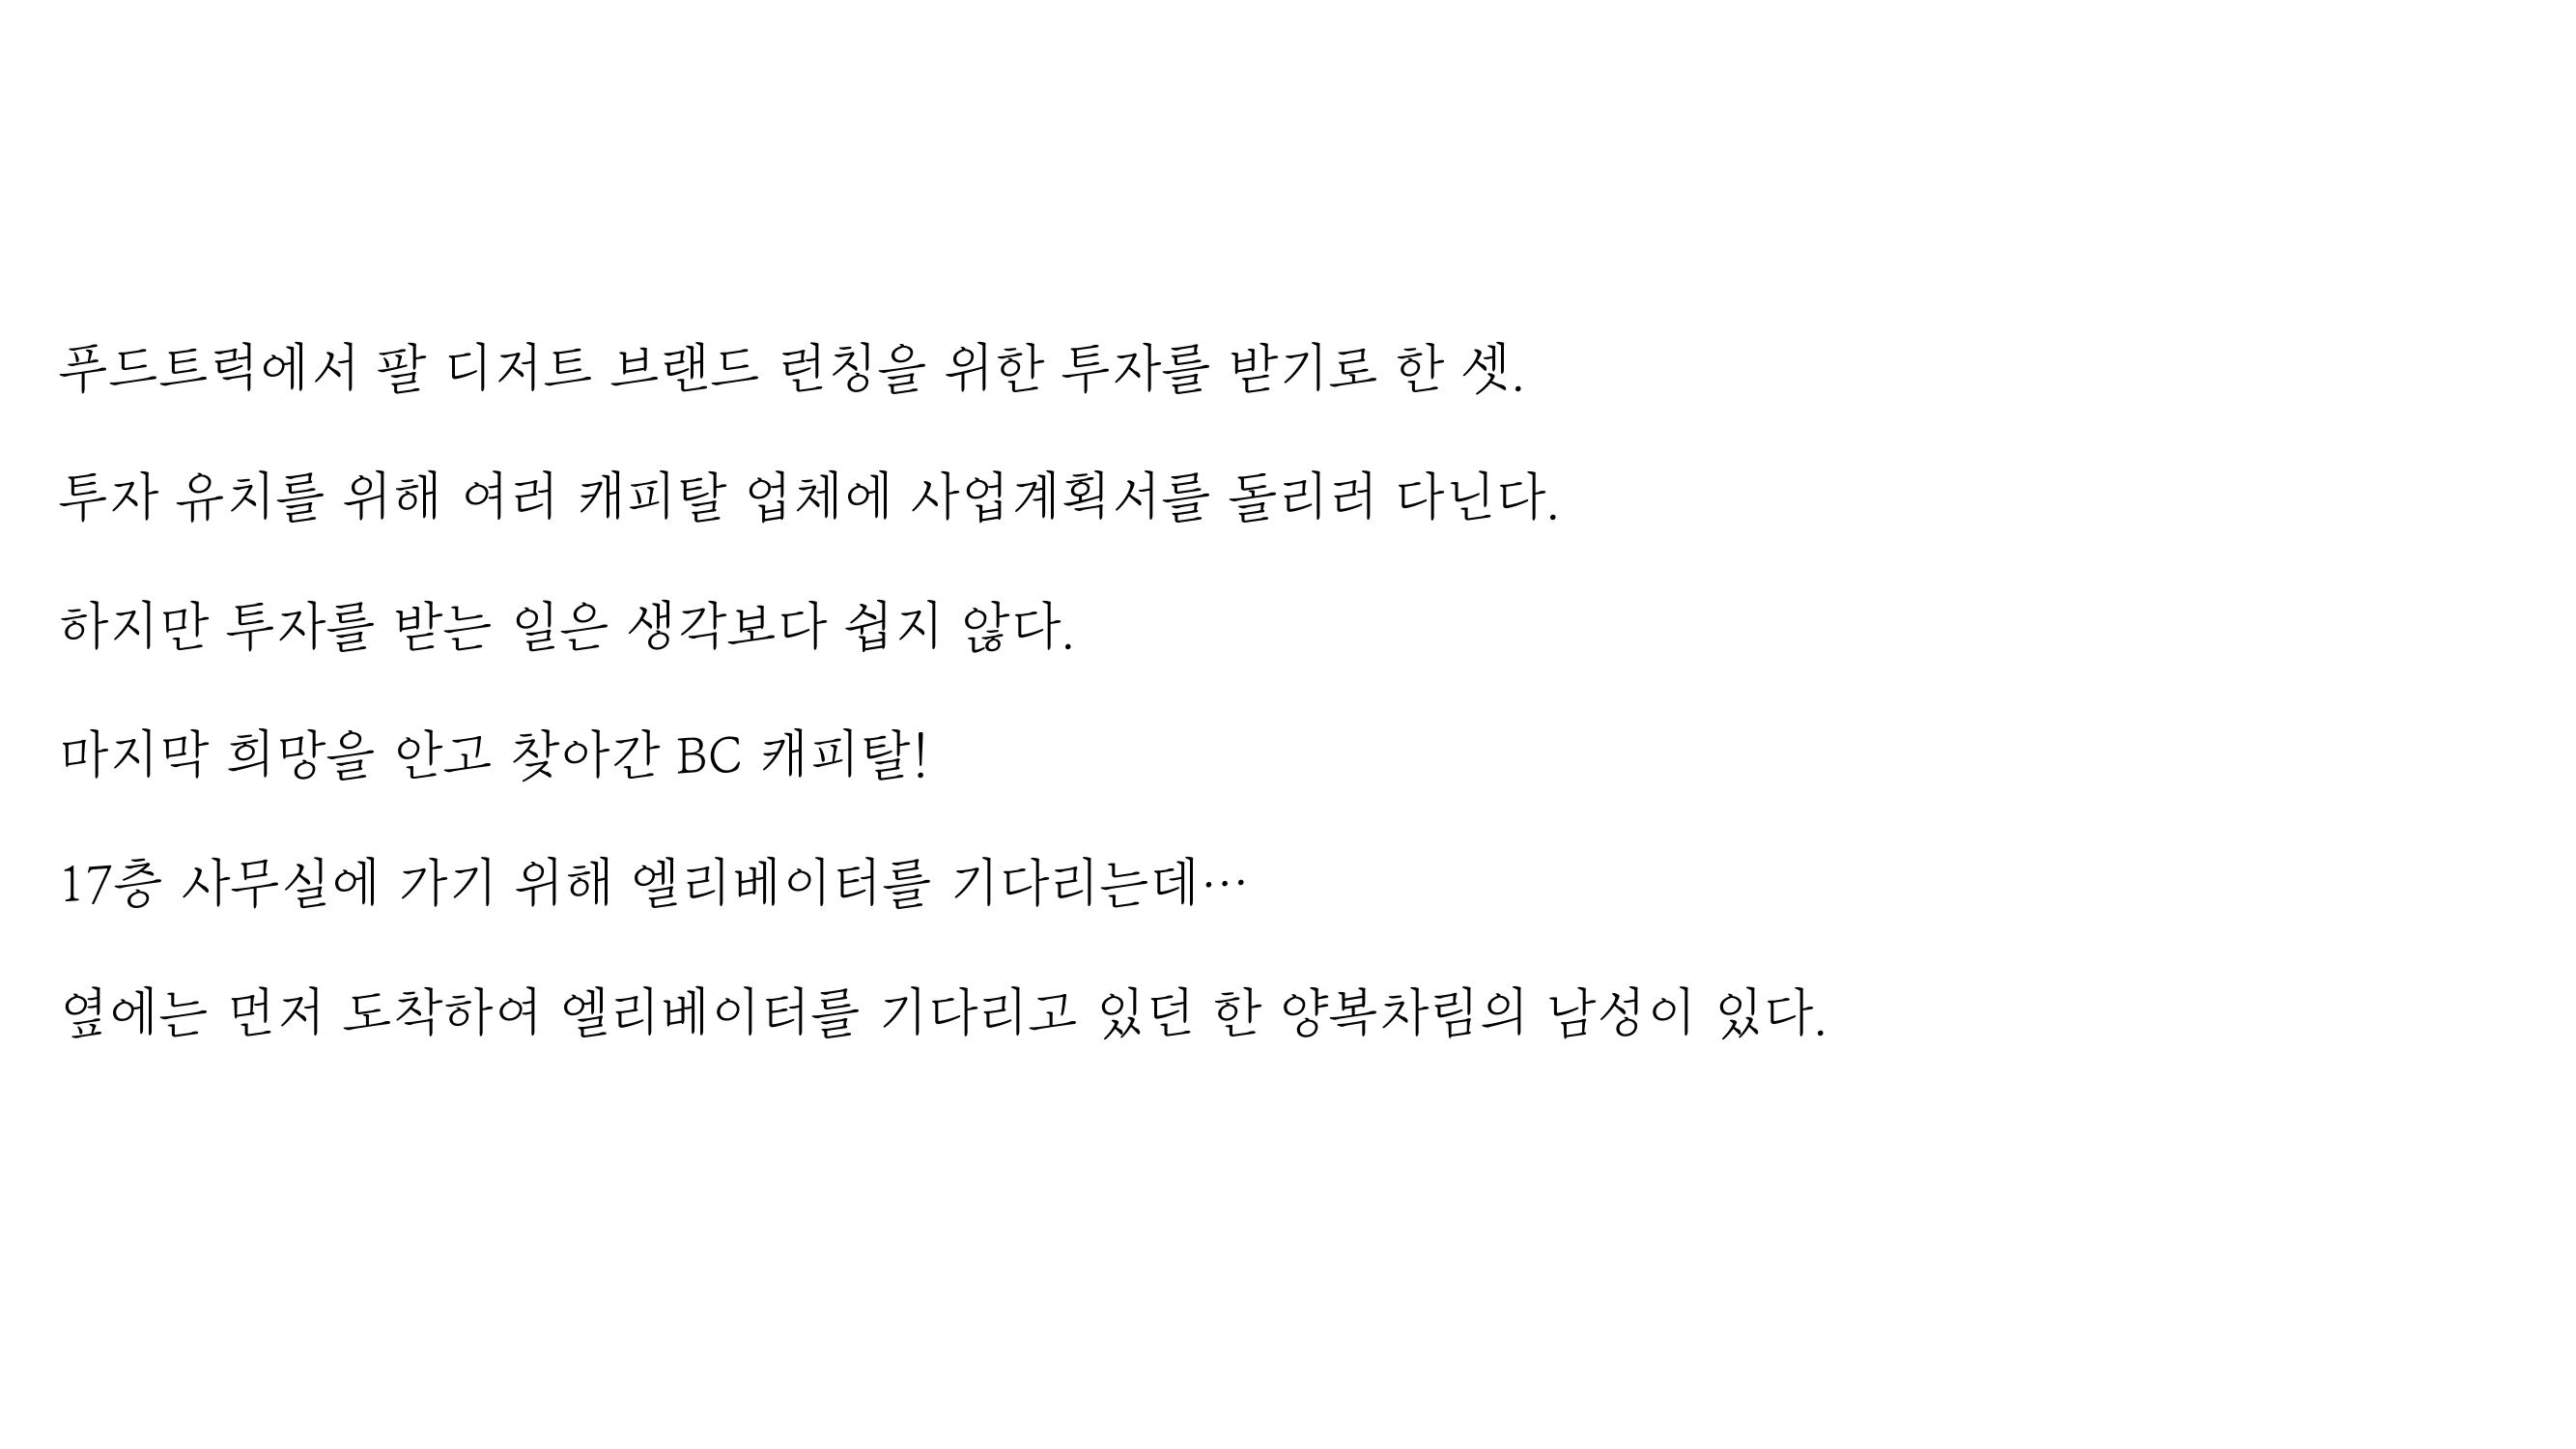 푸드트럭에서 팔 디저트 브랜드 런칭을 위한 투자를 받기로 한 셋.
투자 유치를 위해 여러 캐피탈 업체에 사업계획서를 돌리러 다닌다.
하지만 투자를 받는 일은 생각보다 쉽지 않다.
마지막 희망을 안고 찾아간 BC 캐피탈!
17층 사무실에 가기 위해 엘리베이터를 기다리는데…
옆에는 먼저 도착하여 엘리베이터를 기다리고 있던 한 양복차림의 남성이 있다.